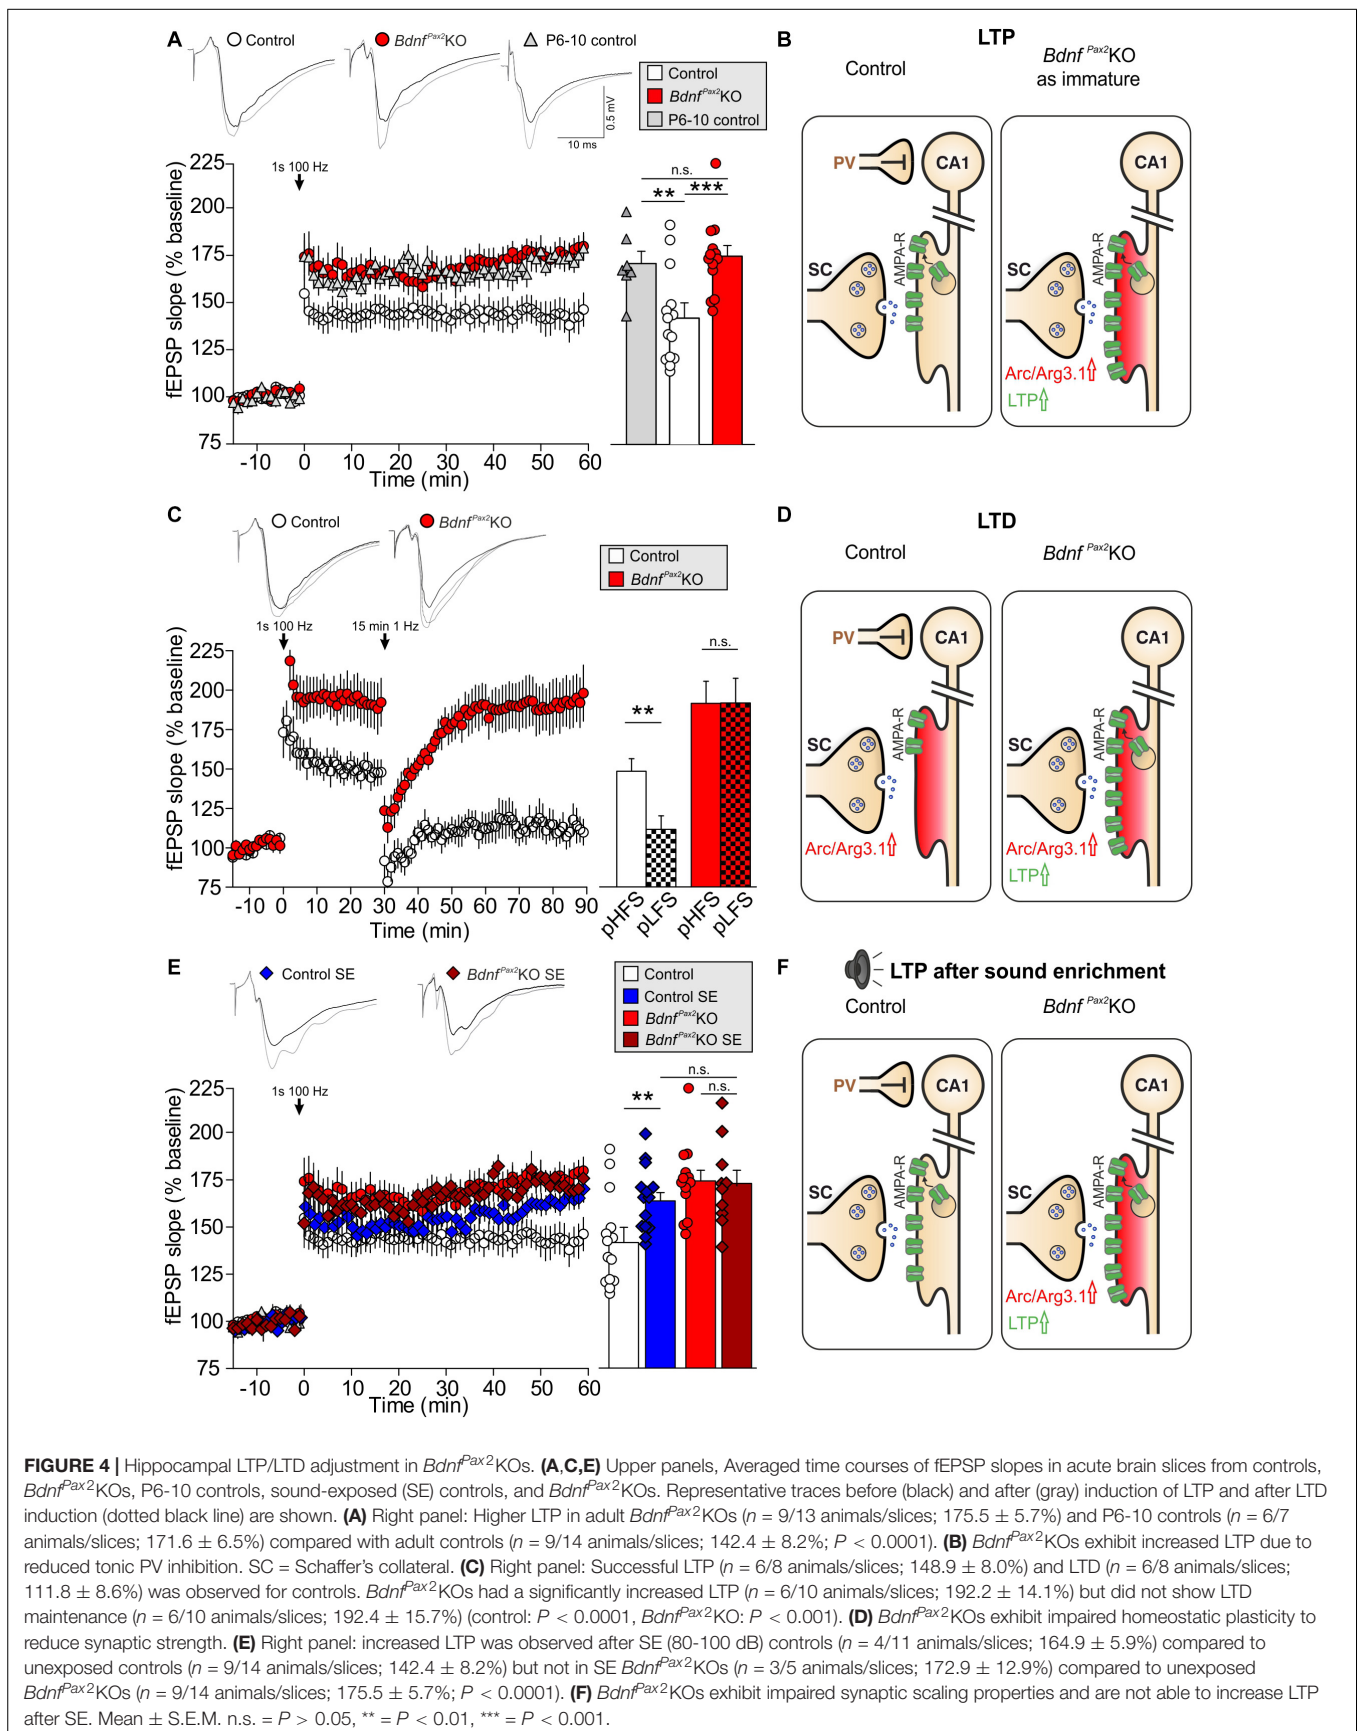 A
Control
Bdnf^Pax2KO
P6-10 control
Control
Bdnf^Pax2KO
P6-10 control
0.5 mV
10 ms
225
200
175
150
125
100
75
fEPSP slope (% baseline)
1s 100 Hz
n.s.
**
***
-10 0 10 20 30 40 50 60
Time (min)
B
LTP
Control
Bdnf^Pax2KO
as immature
PV
CA1
CA1
AMPA-R
AMPA-R
SC
SC
Arc/Arg3.1
LTP
C
Control
Bdnf^Pax2KO
Control
Bdnf^Pax2KO
1s 100 Hz
15 min 1 Hz
225
200
175
150
125
100
75
fEPSP slope (% baseline)
n.s.
**
-10 0 10 20 30 40 50 60 70 80 90
Time (min)
pHFS
pLFS
pHFS
pLFS
D
LTD
Control
Bdnf^Pax2KO
PV
CA1
CA1
AMPA-R
AMPA-R
SC
SC
Arc/Arg3.1
Arc/Arg3.1
LTP
E
Control SE
Bdnf^Pax2KO SE
Control
Control SE
Bdnf^Pax2KO
Bdnf^Pax2KO SE
1s 100 Hz
225
200
175
150
125
100
75
fEPSP slope (% baseline)
n.s.
n.s.
**
-10 0 10 20 30 40 50 60
Time (min)
F
LTP after sound enrichment
Control
Bdnf^Pax2KO
PV
CA1
CA1
AMPA-R
AMPA-R
SC
SC
Arc/Arg3.1
LTP
FIGURE 4 | Hippocampal LTP/LTD adjustment in Bdnf^Pax2KOs. (A,C,E) Upper panels, Averaged time courses of fEPSP slopes in acute brain slices from controls,
Bdnf^Pax2KOs, P6-10 controls, sound-exposed (SE) controls, and Bdnf^Pax2KOs. Representative traces before (black) and after (gray) induction of LTP and after LTD
induction (dotted black line) are shown. (A) Right panel: Higher LTP in adult Bdnf^Pax2KOs (n = 9/13 animals/slices; 175.5 ± 5.7%) and P6-10 controls (n = 6/7
animals/slices; 171.6 ± 6.5%) compared with adult controls (n = 9/14 animals/slices; 142.4 ± 8.2%; P < 0.0001). (B) Bdnf^Pax2KOs exhibit increased LTP due to
reduced tonic PV inhibition. SC = Schaffer's collateral. (C) Right panel: Successful LTP (n = 6/8 animals/slices; 148.9 ± 8.0%) and LTD (n = 6/8 animals/slices;
111.8 ± 8.6%) was observed for controls. Bdnf^Pax2KOs had a significantly increased LTP (n = 6/10 animals/slices; 192.2 ± 14.1%) but did not show LTD
maintenance (n = 6/10 animals/slices; 192.4 ± 15.7%) (control: P < 0.0001, Bdnf^Pax2KO: P < 0.001). (D) Bdnf^Pax2KOs exhibit impaired homeostatic plasticity to
reduce synaptic strength. (E) Right panel: increased LTP was observed after SE (80-100 dB) controls (n = 4/11 animals/slices; 164.9 ± 5.9%) compared to
unexposed controls (n = 9/14 animals/slices; 142.4 ± 8.2%) but not in SE Bdnf^Pax2KOs (n = 3/5 animals/slices; 172.9 ± 12.9%) compared to unexposed
Bdnf^Pax2KOs (n = 9/14 animals/slices; 175.5 ± 5.7%; P < 0.0001). (F) Bdnf^Pax2KOs exhibit impaired synaptic scaling properties and are not able to increase LTP
after SE. Mean ± S.E.M. n.s. = P > 0.05, ** = P < 0.01, *** = P < 0.001.